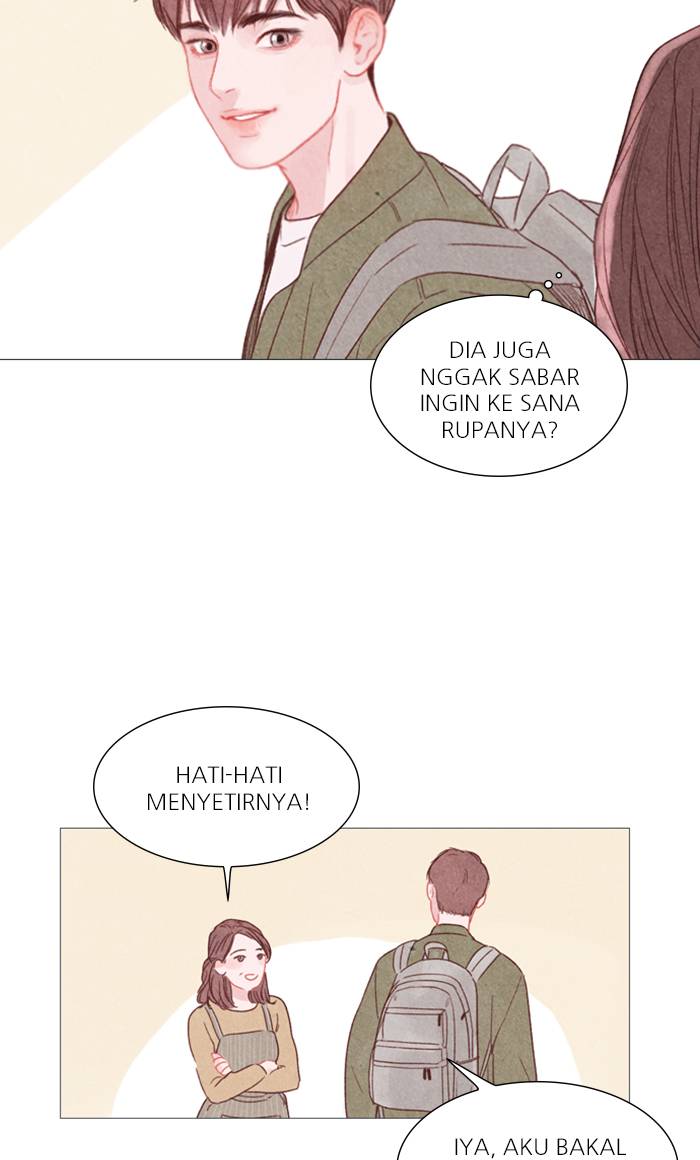 DIA JUGA
NGGAK SABAR
INGIN KE SANA
RUPANYA?
HATI-HATI
MENYETIRNYA!
IYA, AKU BAKAL